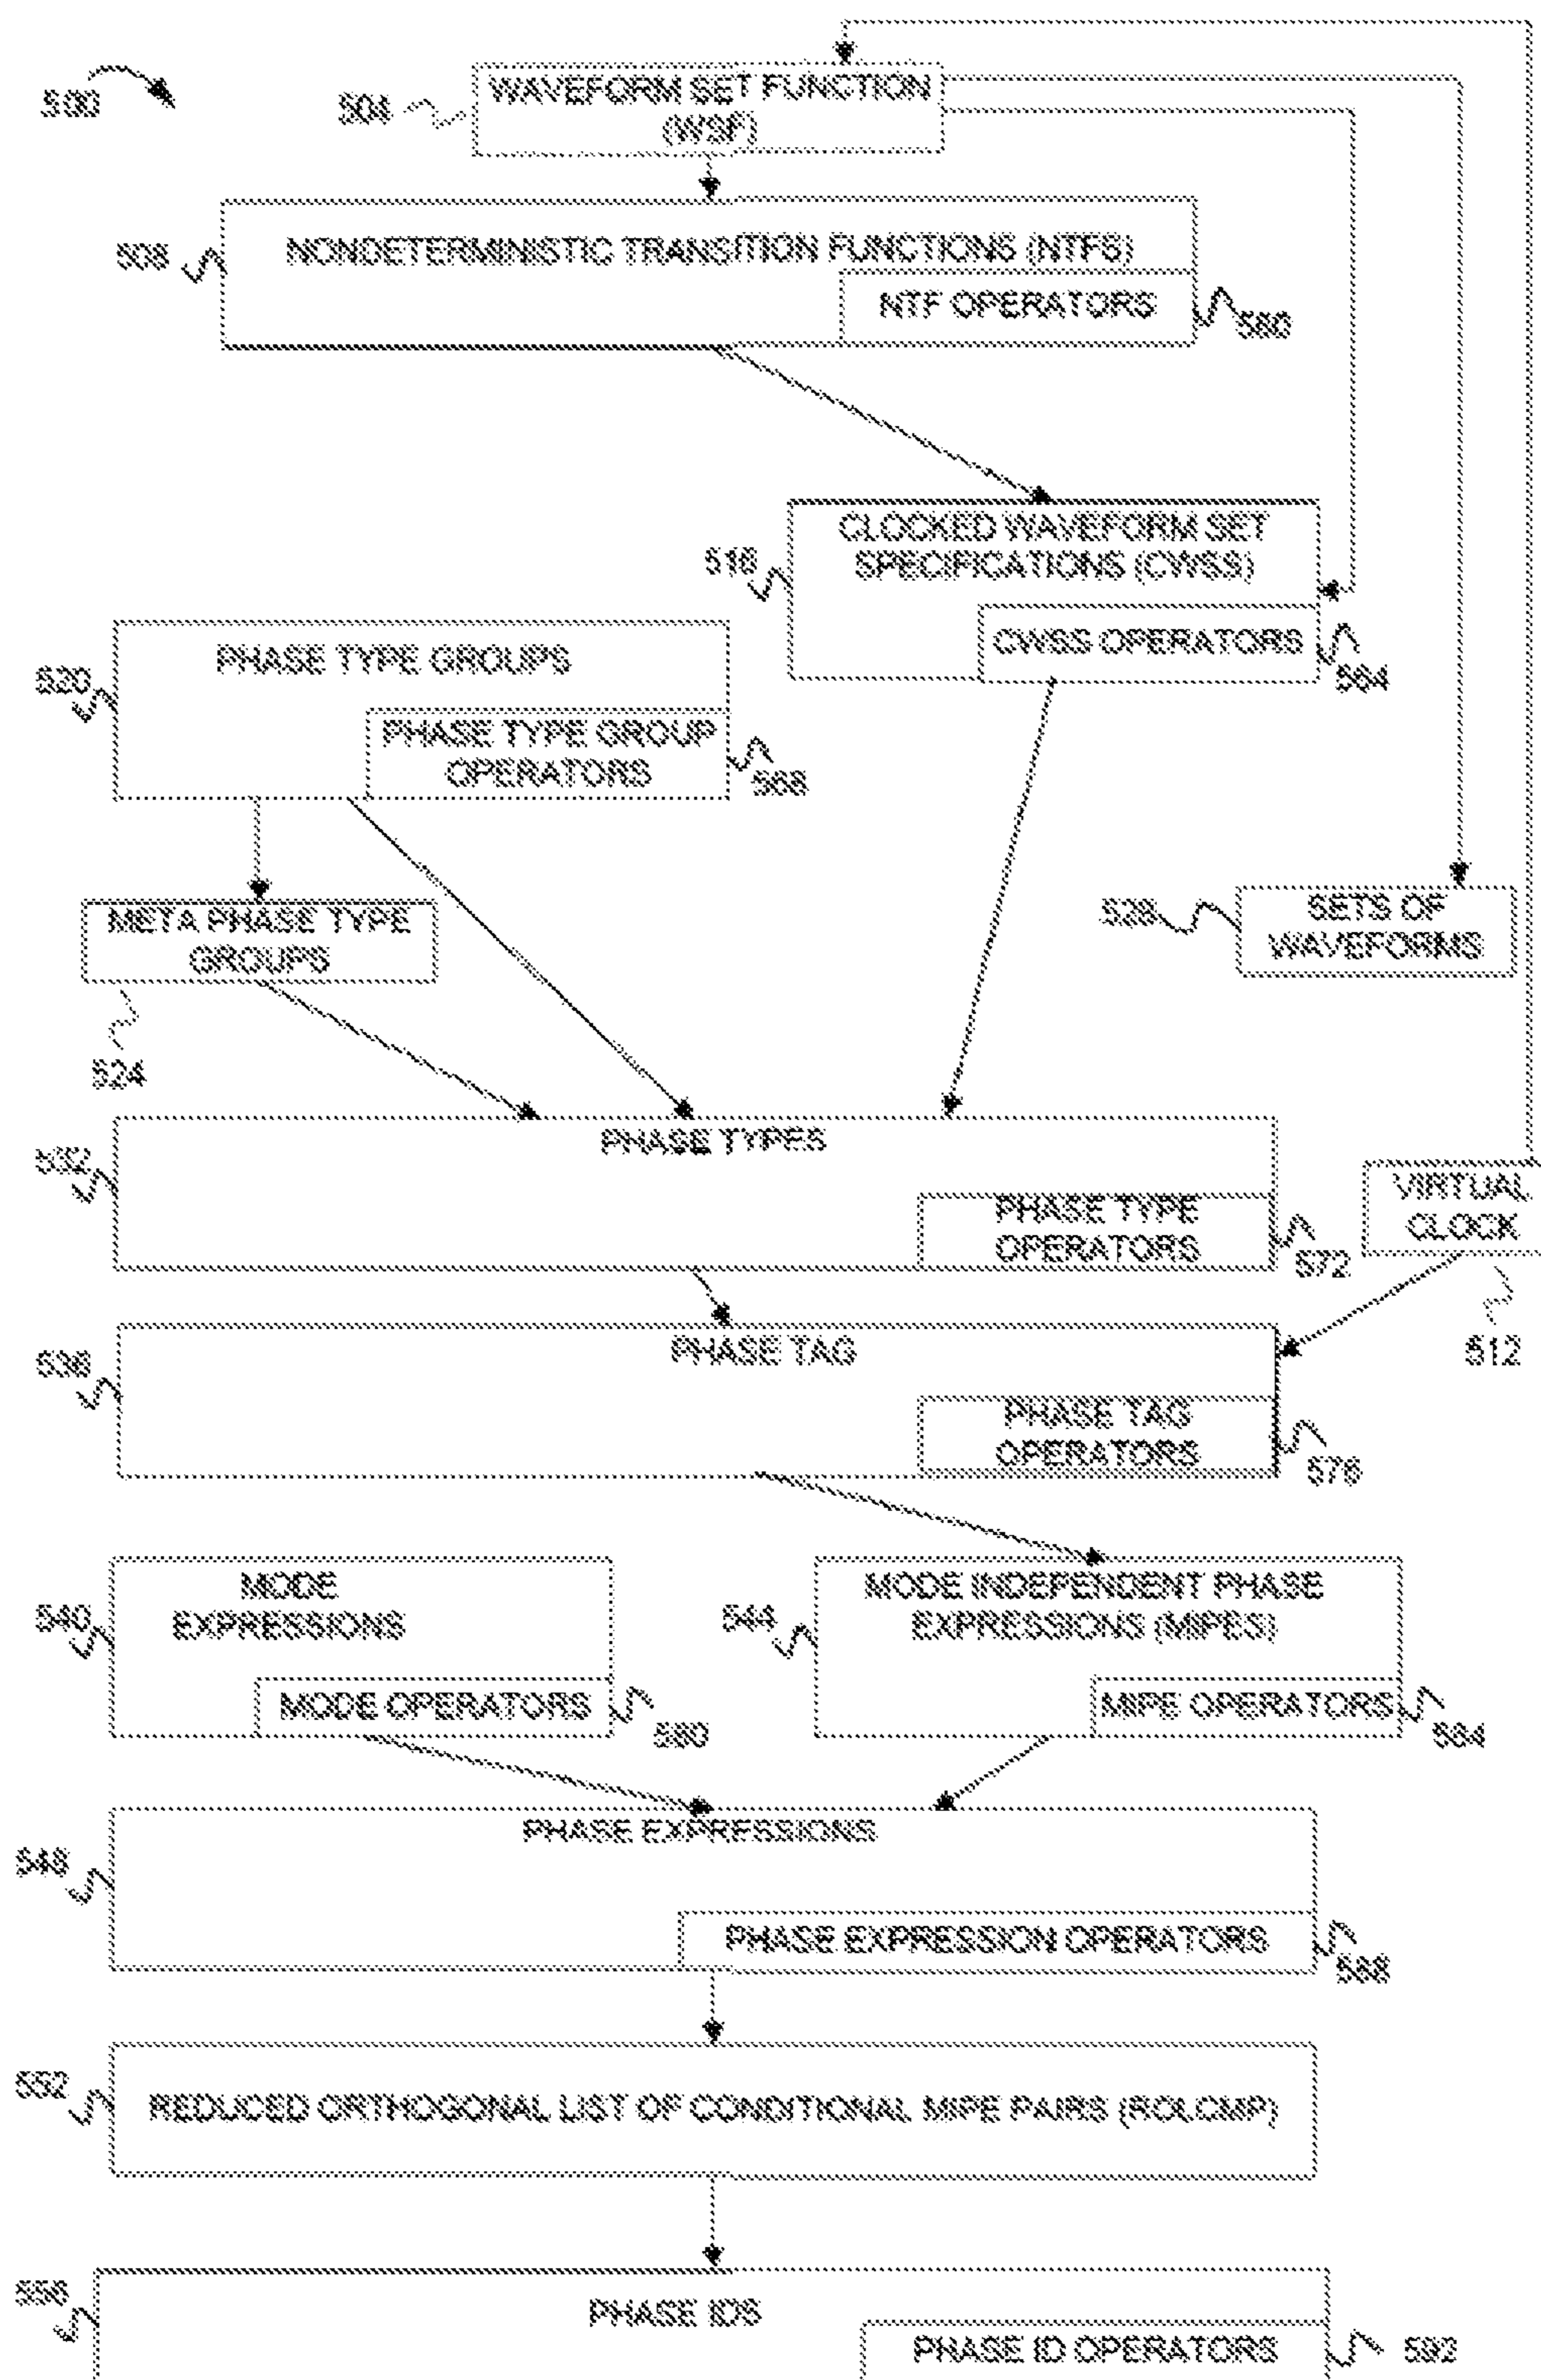 500
504
WAVEFORM SET FUNCTION
(WSF)
508
NONDETERMINISTIC TRANSITION FUNCTIONS (NTFS)
NTF OPERATORS
560
CLOCKED WAVEFORM SET
SPECIFICATIONS (CWSS)
516
CWSS OPERATORS
564
520
PHASE TYPE GROUPS
PHASE TYPE GROUP
OPERATORS
568
META PHASE TYPE
GROUPS
524
528
SETS OF
WAVEFORMS
532
PHASE TYPES
PHASE TYPE
OPERATORS
572
VIRTUAL
CLOCK
512
536
PHASE TAG
PHASE TAG
OPERATORS
576
540
MODE
EXPRESSIONS
MODE OPERATORS
580
544
MODE INDEPENDENT PHASE
EXPRESSIONS (MIPES)
MIPE OPERATORS
584
548
PHASE EXPRESSIONS
PHASE EXPRESSION OPERATORS
588
552
REDUCED ORTHOGONAL LIST OF CONDITIONAL MIPE PAIRS (ROLCMP)
556
PHASE IDS
PHASE ID OPERATORS
592